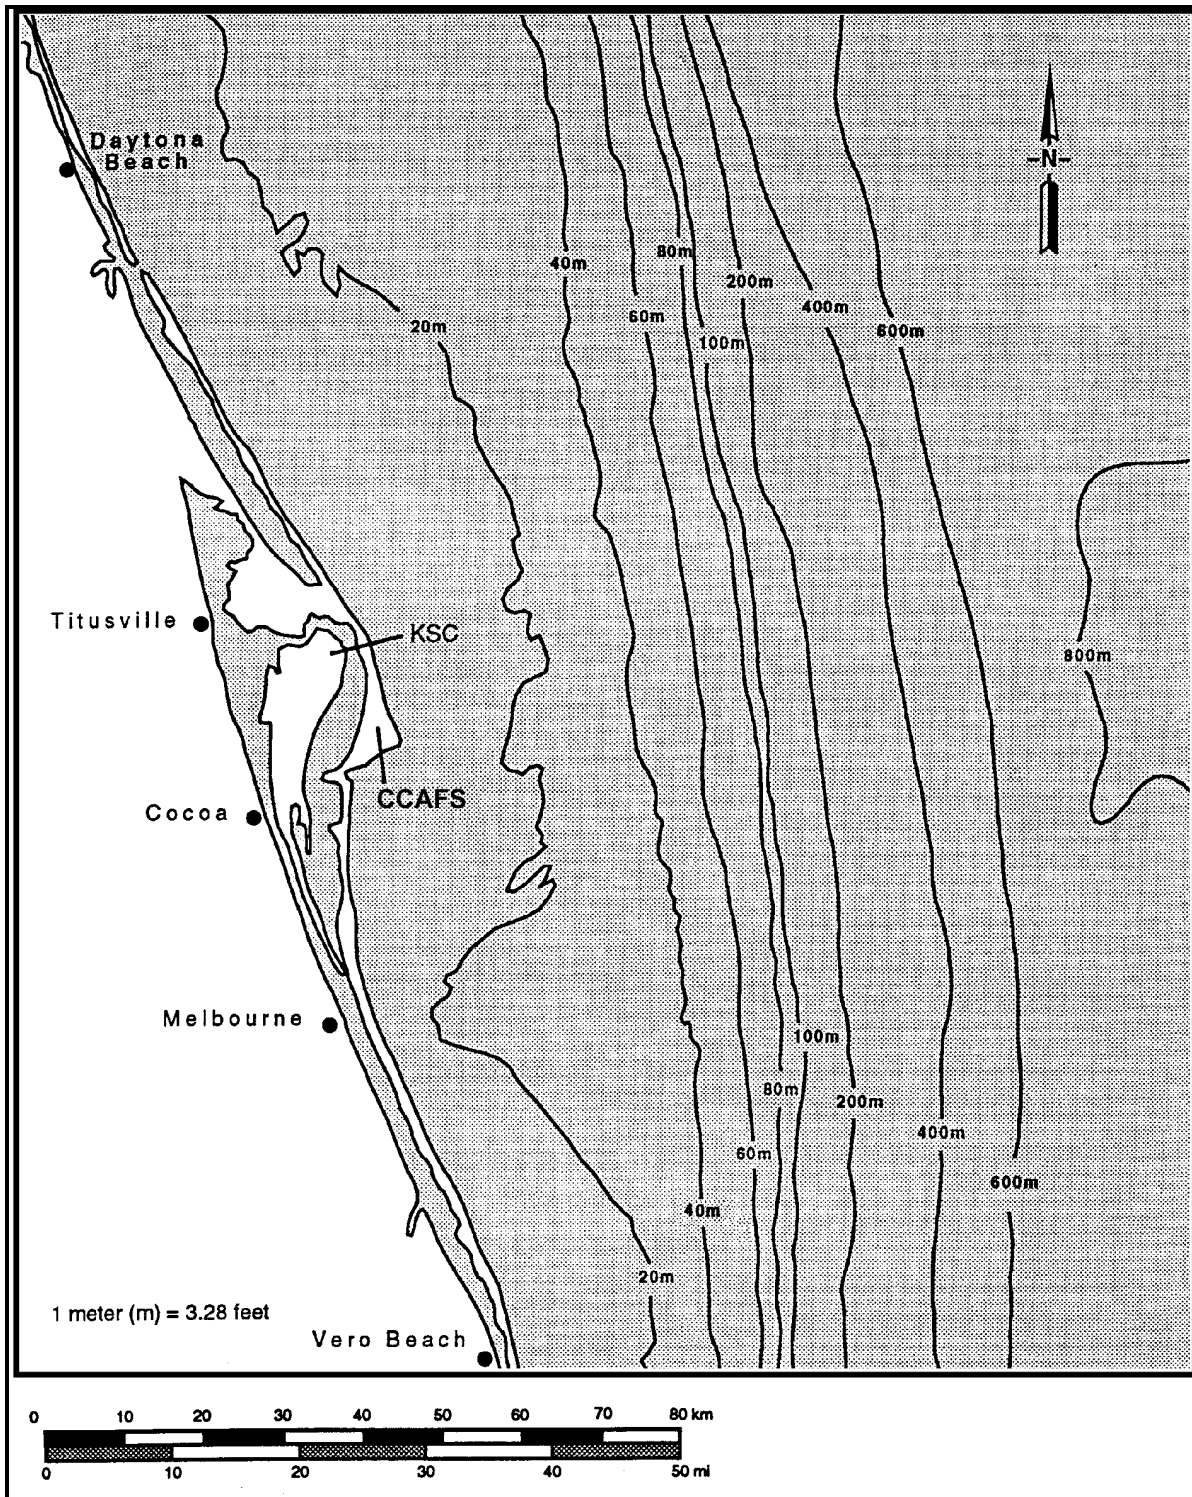 Daytona
Beach
-N-
80m
40m
200m
400m
60m
20m
600m
100m
Titusville
KSC
800m
CCAFS
Cocoa
Melbourne
100m
80m
200m
400m
60m
600m
40m
20m
1 meter (m) = 3.28 feet
Vero Beach
0 10 20 30 40 50 60 70 80 km
0 10 20 30 40 50 mi